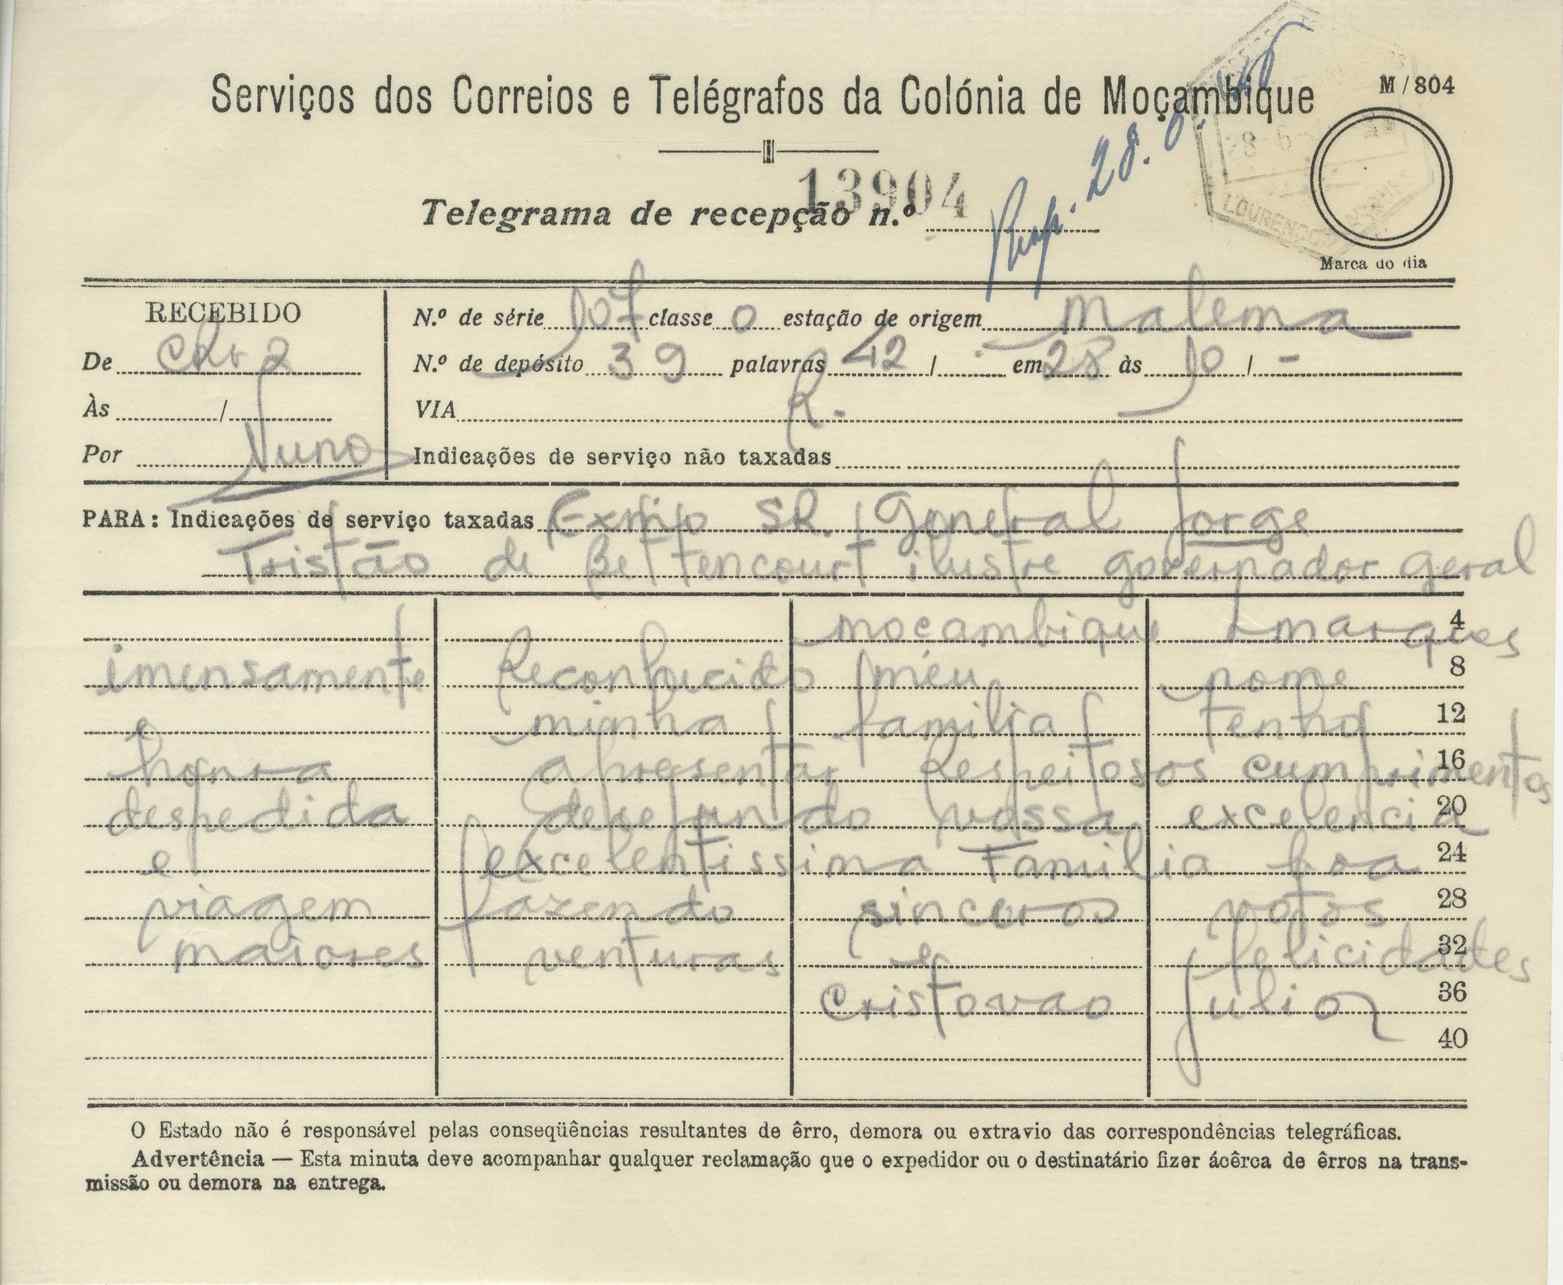 Serviços dos Correios e Telégrafos da Colónia de Moçambique
M/804
28-6
LOURENÇO
Telegrama de recepção n.º 13904
Resp. 28.6.
Marca do dia
RECEBIDO
De
Às /
Por Nuno
N.º de série 107 classe 0 estação de origem Malema
N.º de depósito 39 palavras 42 / em 28 às 10 / -
VIA R.
Indicações de serviço não taxadas
PARA: Indicações de serviço taxadas Exmo SR. General Jorge
Tristão de Bettencourt ilustre governador geral
moçambique Lmarques 4
imensamente Reconhecido meu nome 8
e minha familia tenho 12
honra apresentar Respeitosos cumprimentos 16
despedida desejando vossa excelencia 20
e excelentissima Familia boa 24
viagem fazendo sinceros votos 28
maiores venturas e felicidades 32
Cristovao Julio 36
40
O Estado não é responsável pelas conseqüências resultantes de êrro, demora ou extravio das correspondências telegráficas.
Advertência — Esta minuta deve acompanhar qualquer reclamação que o expedidor ou o destinatário fizer ácêrca de êrros na trans-
missão ou demora na entrega.